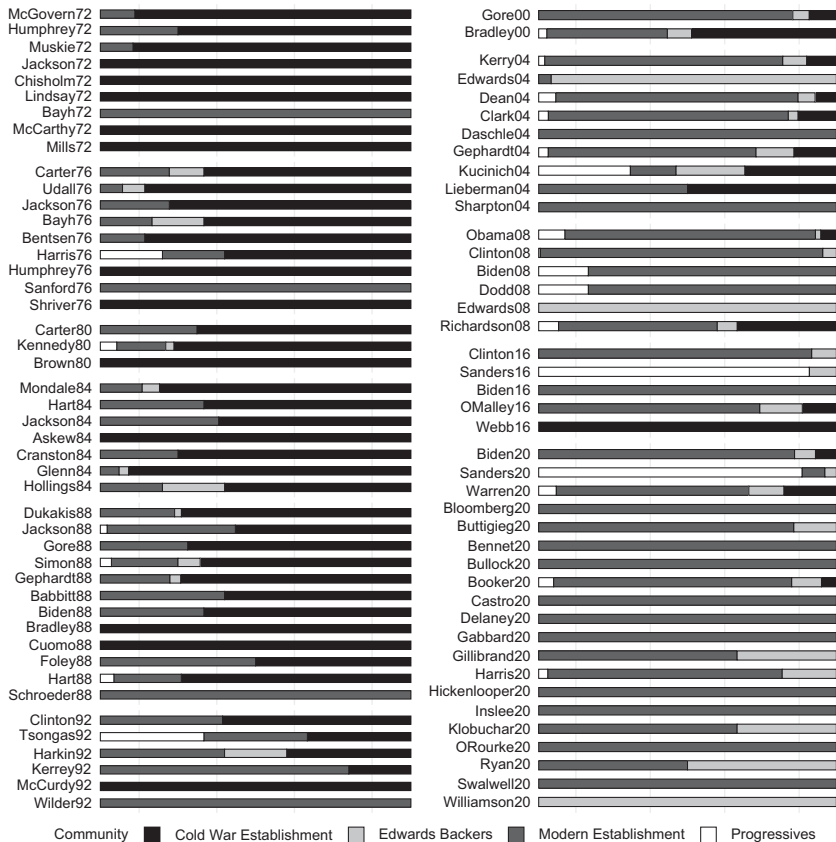 McGovern72
Humphrey72
Muskie72
Jackson72
Chisholm72
Lindsay72
Bayh72
McCarthy72
Mills72
Carter76
Udall76
Jackson76
Bayh76
Bentsen76
Harris76
Humphrey76
Sanford76
Shriver76
Carter80
Kennedy80
Brown80
Mondale84
Hart84
Jackson84
Askew84
Cranston84
Glenn84
Hollings84
Dukakis88
Jackson88
Gore88
Simon88
Gephardt88
Babbitt88
Biden88
Bradley88
Cuomo88
Foley88
Hart88
Schroeder88
Clinton92
Tsongas92
Harkin92
Kerrey92
McCurdy92
Wilder92
Gore00
Bradley00
Kerry04
Edwards04
Dean04
Clark04
Daschle04
Gephardt04
Kucinich04
Lieberman04
Sharpton04
Obama08
Clinton08
Biden08
Dodd08
Edwards08
Richardson08
Clinton16
Sanders16
Biden16
OMalley16
Webb16
Biden20
Sanders20
Warren20
Bloomberg20
Buttigieg20
Bennet20
Bullock20
Booker20
Castro20
Delaney20
Gabbard20
Gillibrand20
Harris20
Hickenlooper20
Inslee20
Klobuchar20
ORourke20
Ryan20
Swalwell20
Williamson20
Community Cold War Establishment Edwards Backers Modern Establishment Progressives